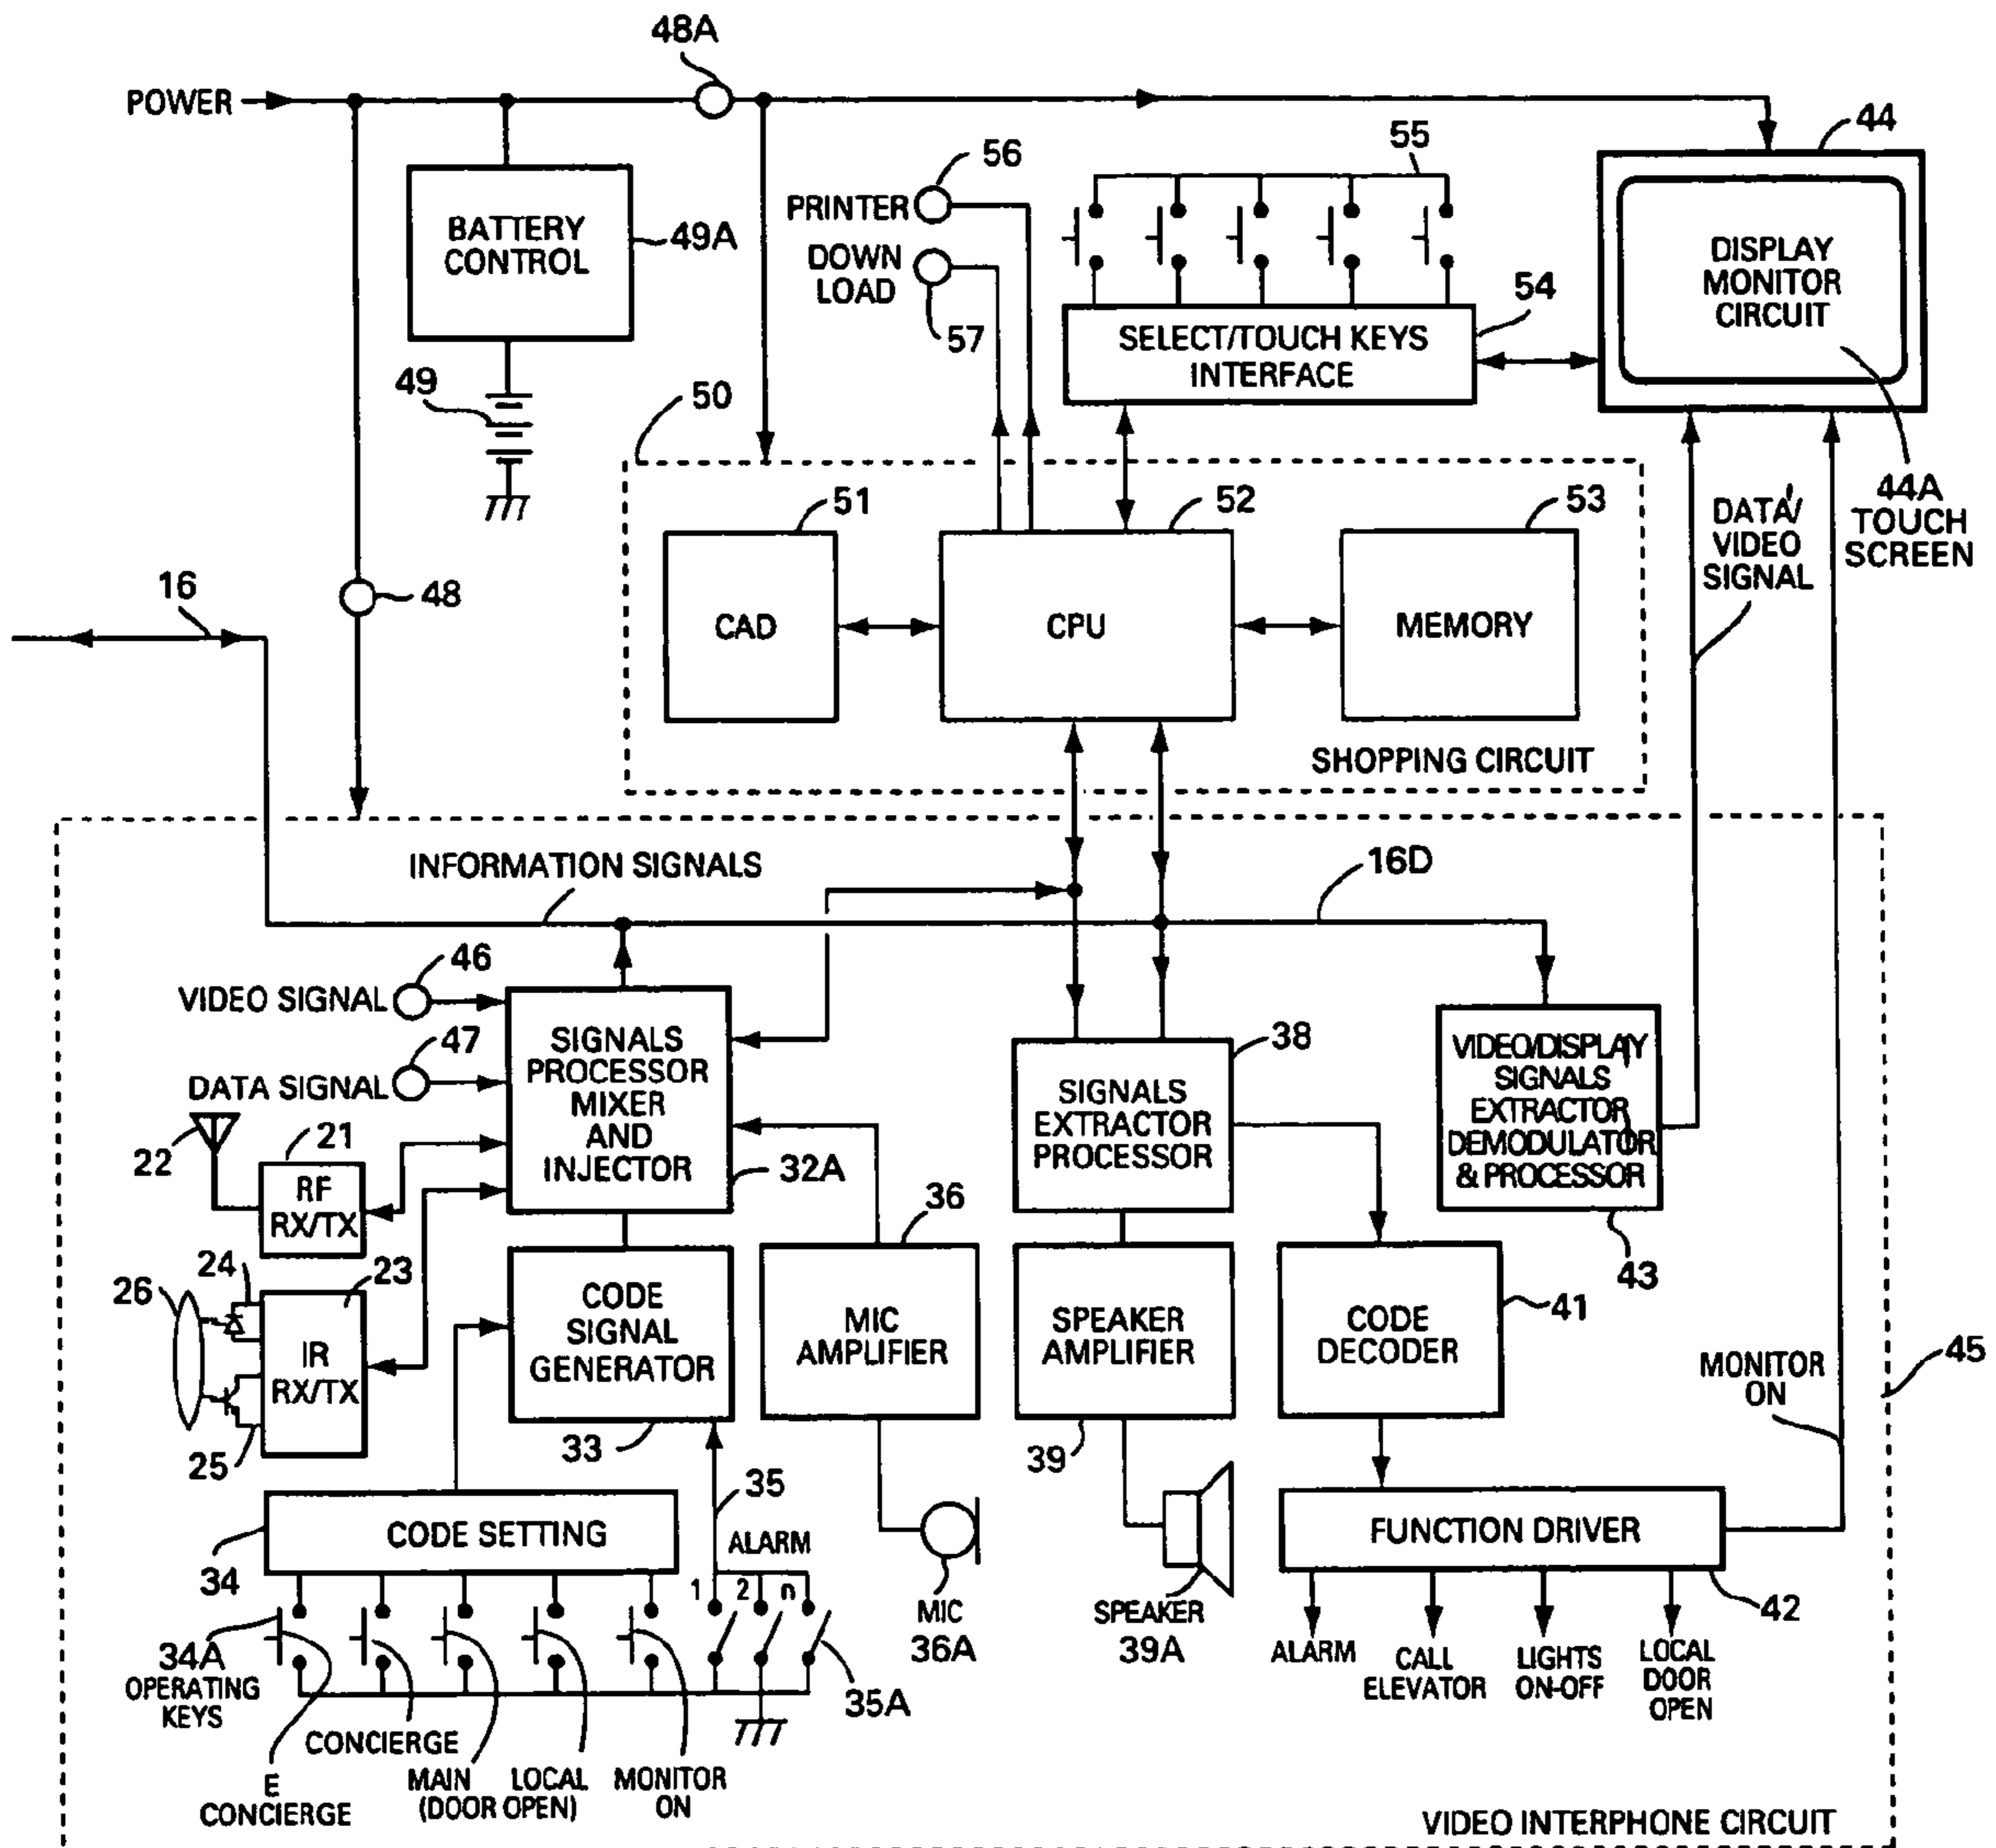 48A
POWER
44
55
56
PRINTER
BATTERY
CONTROL
49A
DOWN
LOAD
57
DISPLAY
MONITOR
CIRCUIT
54
SELECT/TOUCH KEYS
INTERFACE
49
50
51
52
53
44A
TOUCH
SCREEN
DATA/
VIDEO
SIGNAL
16
48
CAD
CPU
MEMORY
SHOPPING CIRCUIT
INFORMATION SIGNALS
16D
46
VIDEO SIGNAL
47
DATA SIGNAL
SIGNALS
PROCESSOR
MIXER
AND
INJECTOR
32A
38
SIGNALS
EXTRACTOR
PROCESSOR
VIDEO/DISPLAY
SIGNALS
EXTRACTOR
DEMODULATOR
& PROCESSOR
43
22
21
RF
RX/TX
36
26
24
23
IR
RX/TX
25
CODE
SIGNAL
GENERATOR
33
MIC
AMPLIFIER
SPEAKER
AMPLIFIER
39
CODE
DECODER
41
MONITOR
ON
45
35
CODE SETTING
34
ALARM
1
2
n
FUNCTION DRIVER
42
34A
OPERATING
KEYS
35A
MIC
36A
SPEAKER
39A
ALARM
CALL
ELEVATOR
LIGHTS
ON-OFF
LOCAL
DOOR
OPEN
E
CONCIERGE
CONCIERGE
MAIN LOCAL
(DOOR OPEN)
MONITOR
ON
VIDEO INTERPHONE CIRCUIT